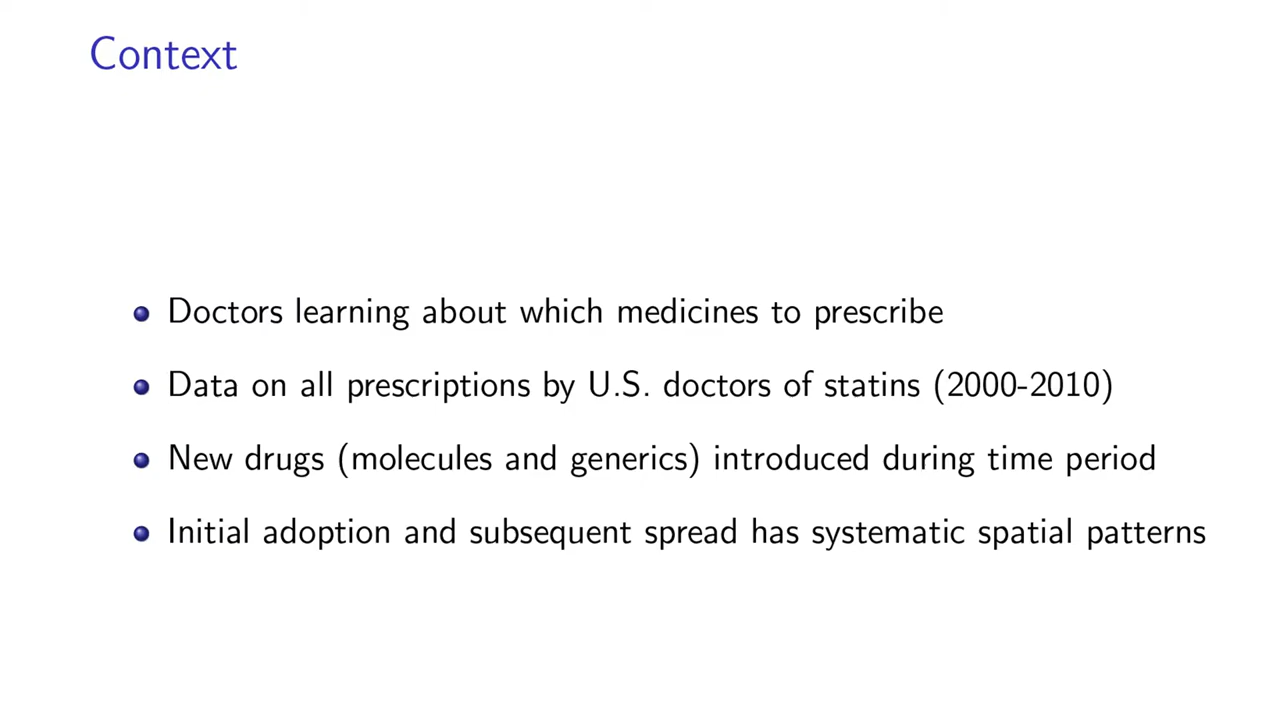 Context
Doctors learning about which medicines to prescribe
Data on all prescriptions by U.S. doctors of statins (2000-2010)
New drugs (molecules and generics) introduced during time period
Initial adoption and subsequent spread has systematic spatial patterns